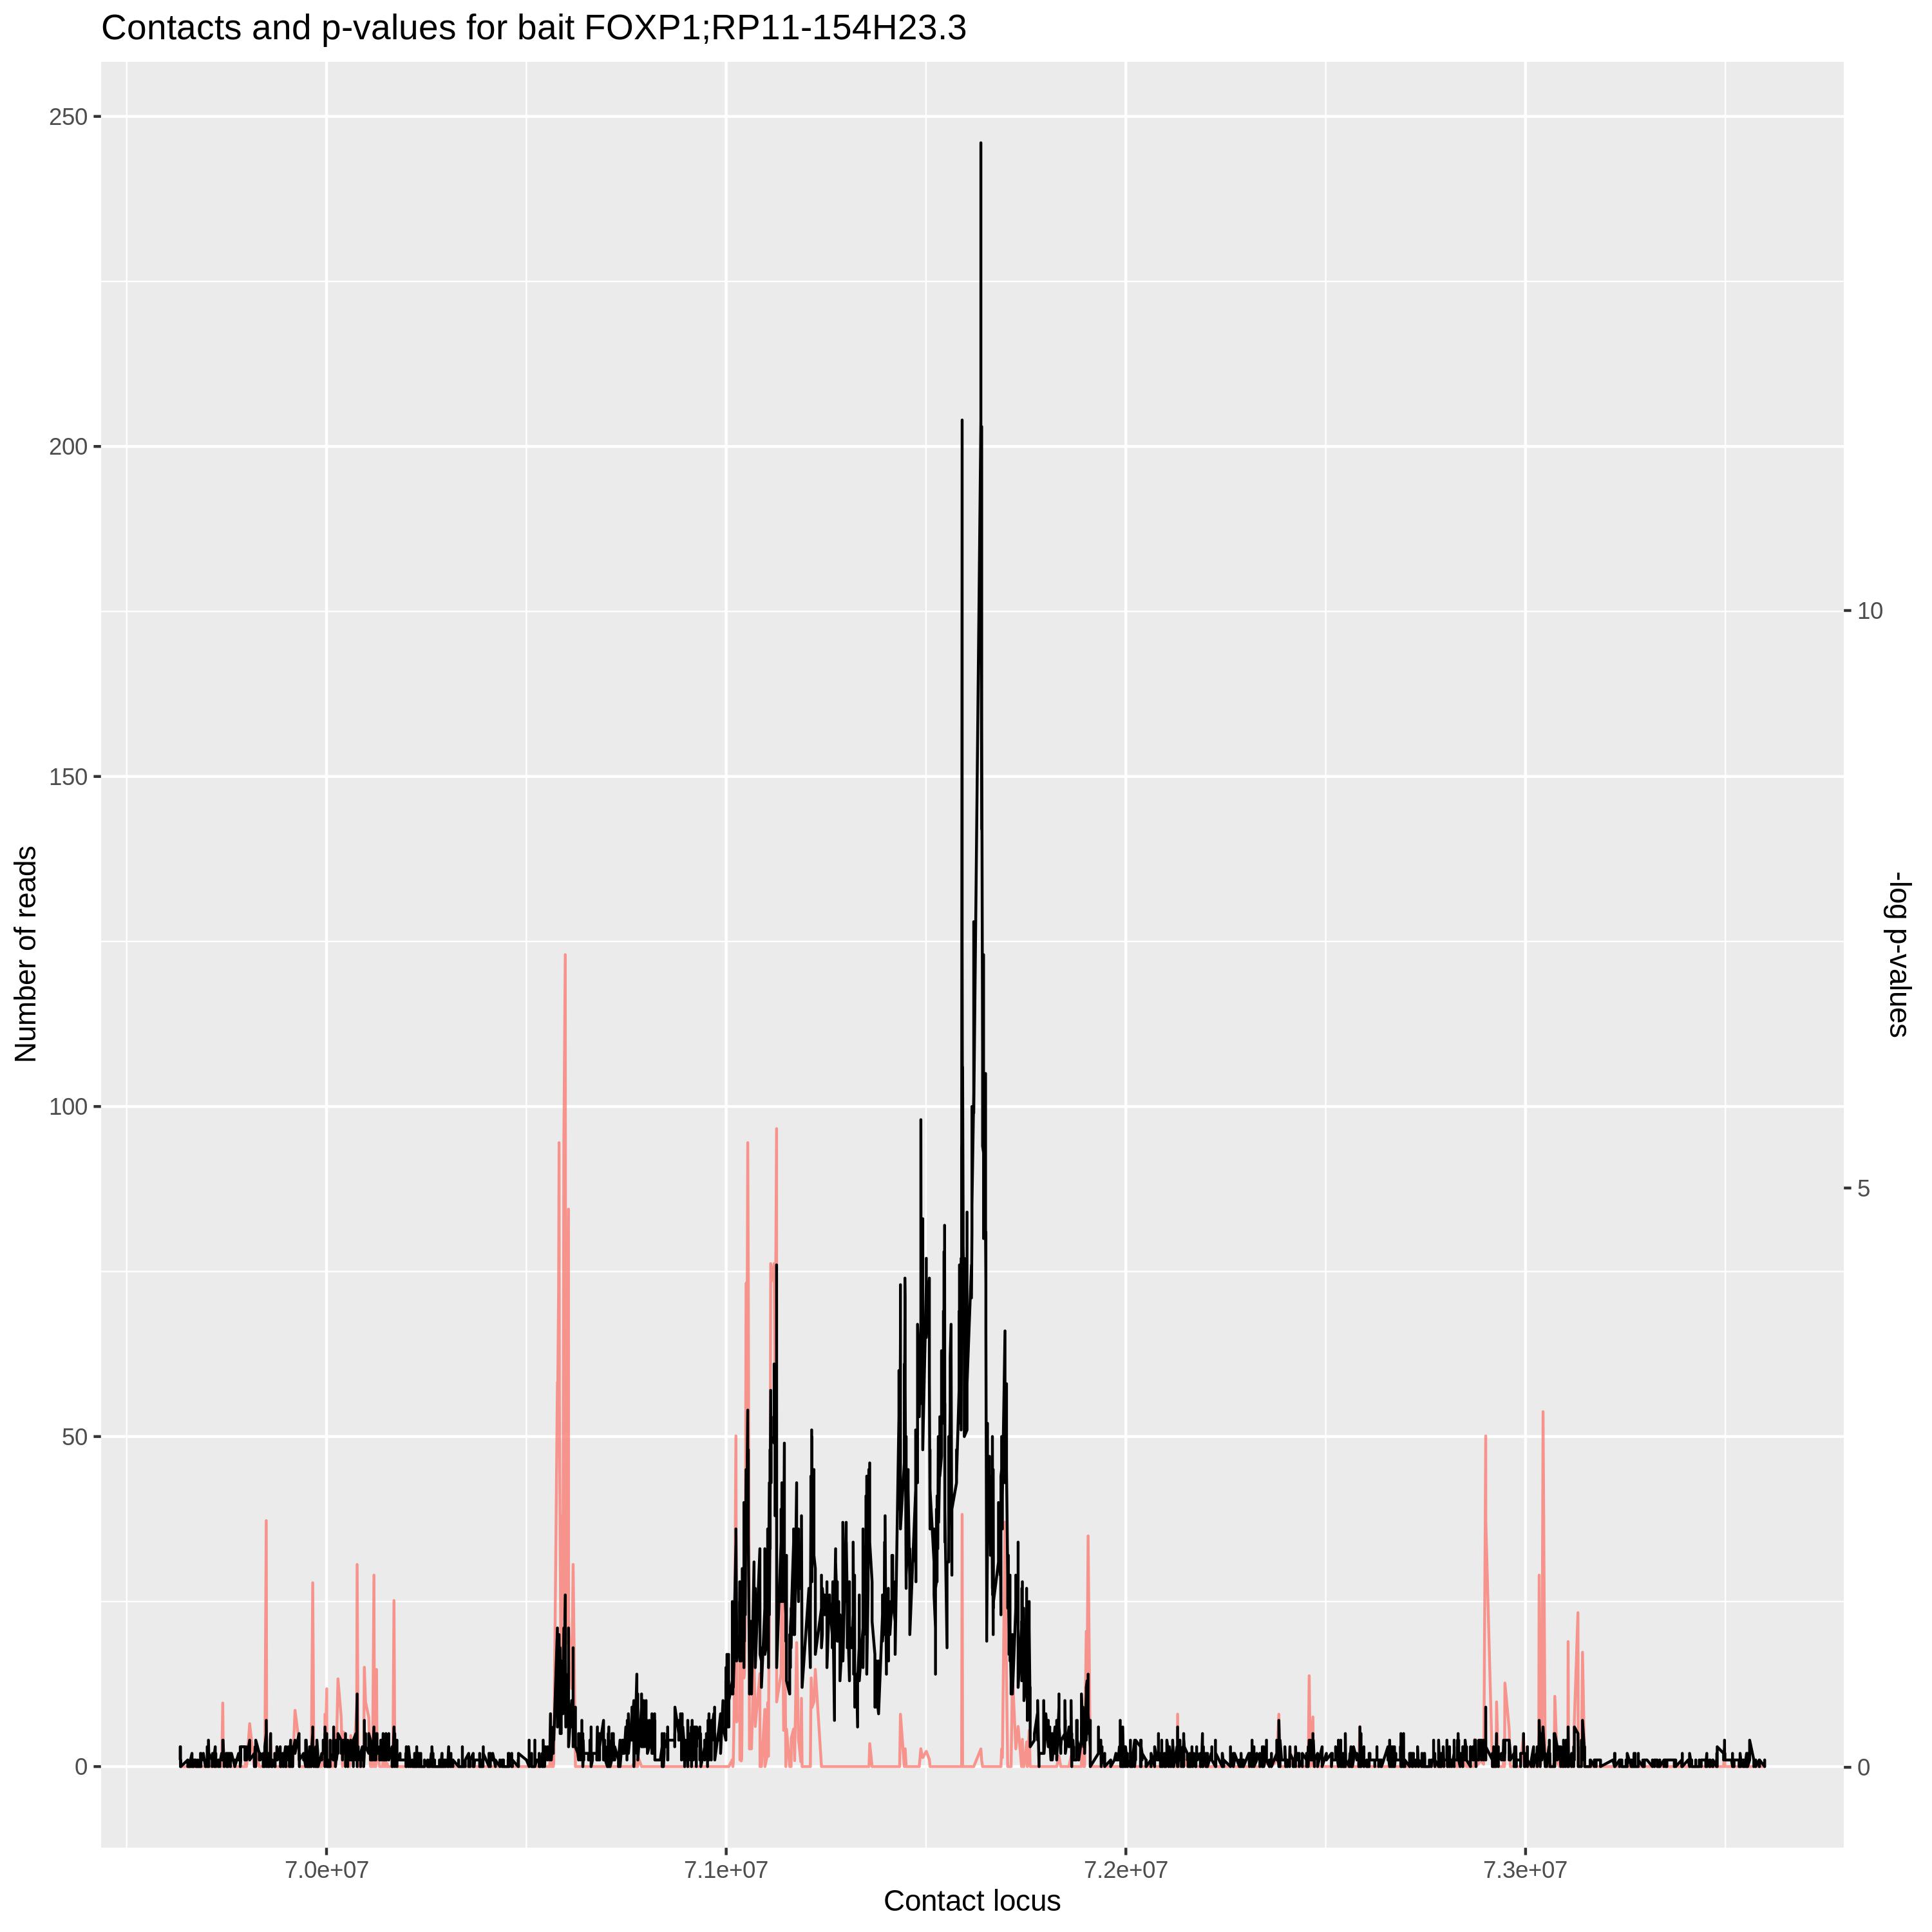 Contacts and p-values for bait FOXP1;RP11-154H23.3
250
200
150
100
50
0
Number of reads
10
5
0
-log p-values
7.0e+07
7.1e+07
7.2e+07
7.3e+07
Contact locus